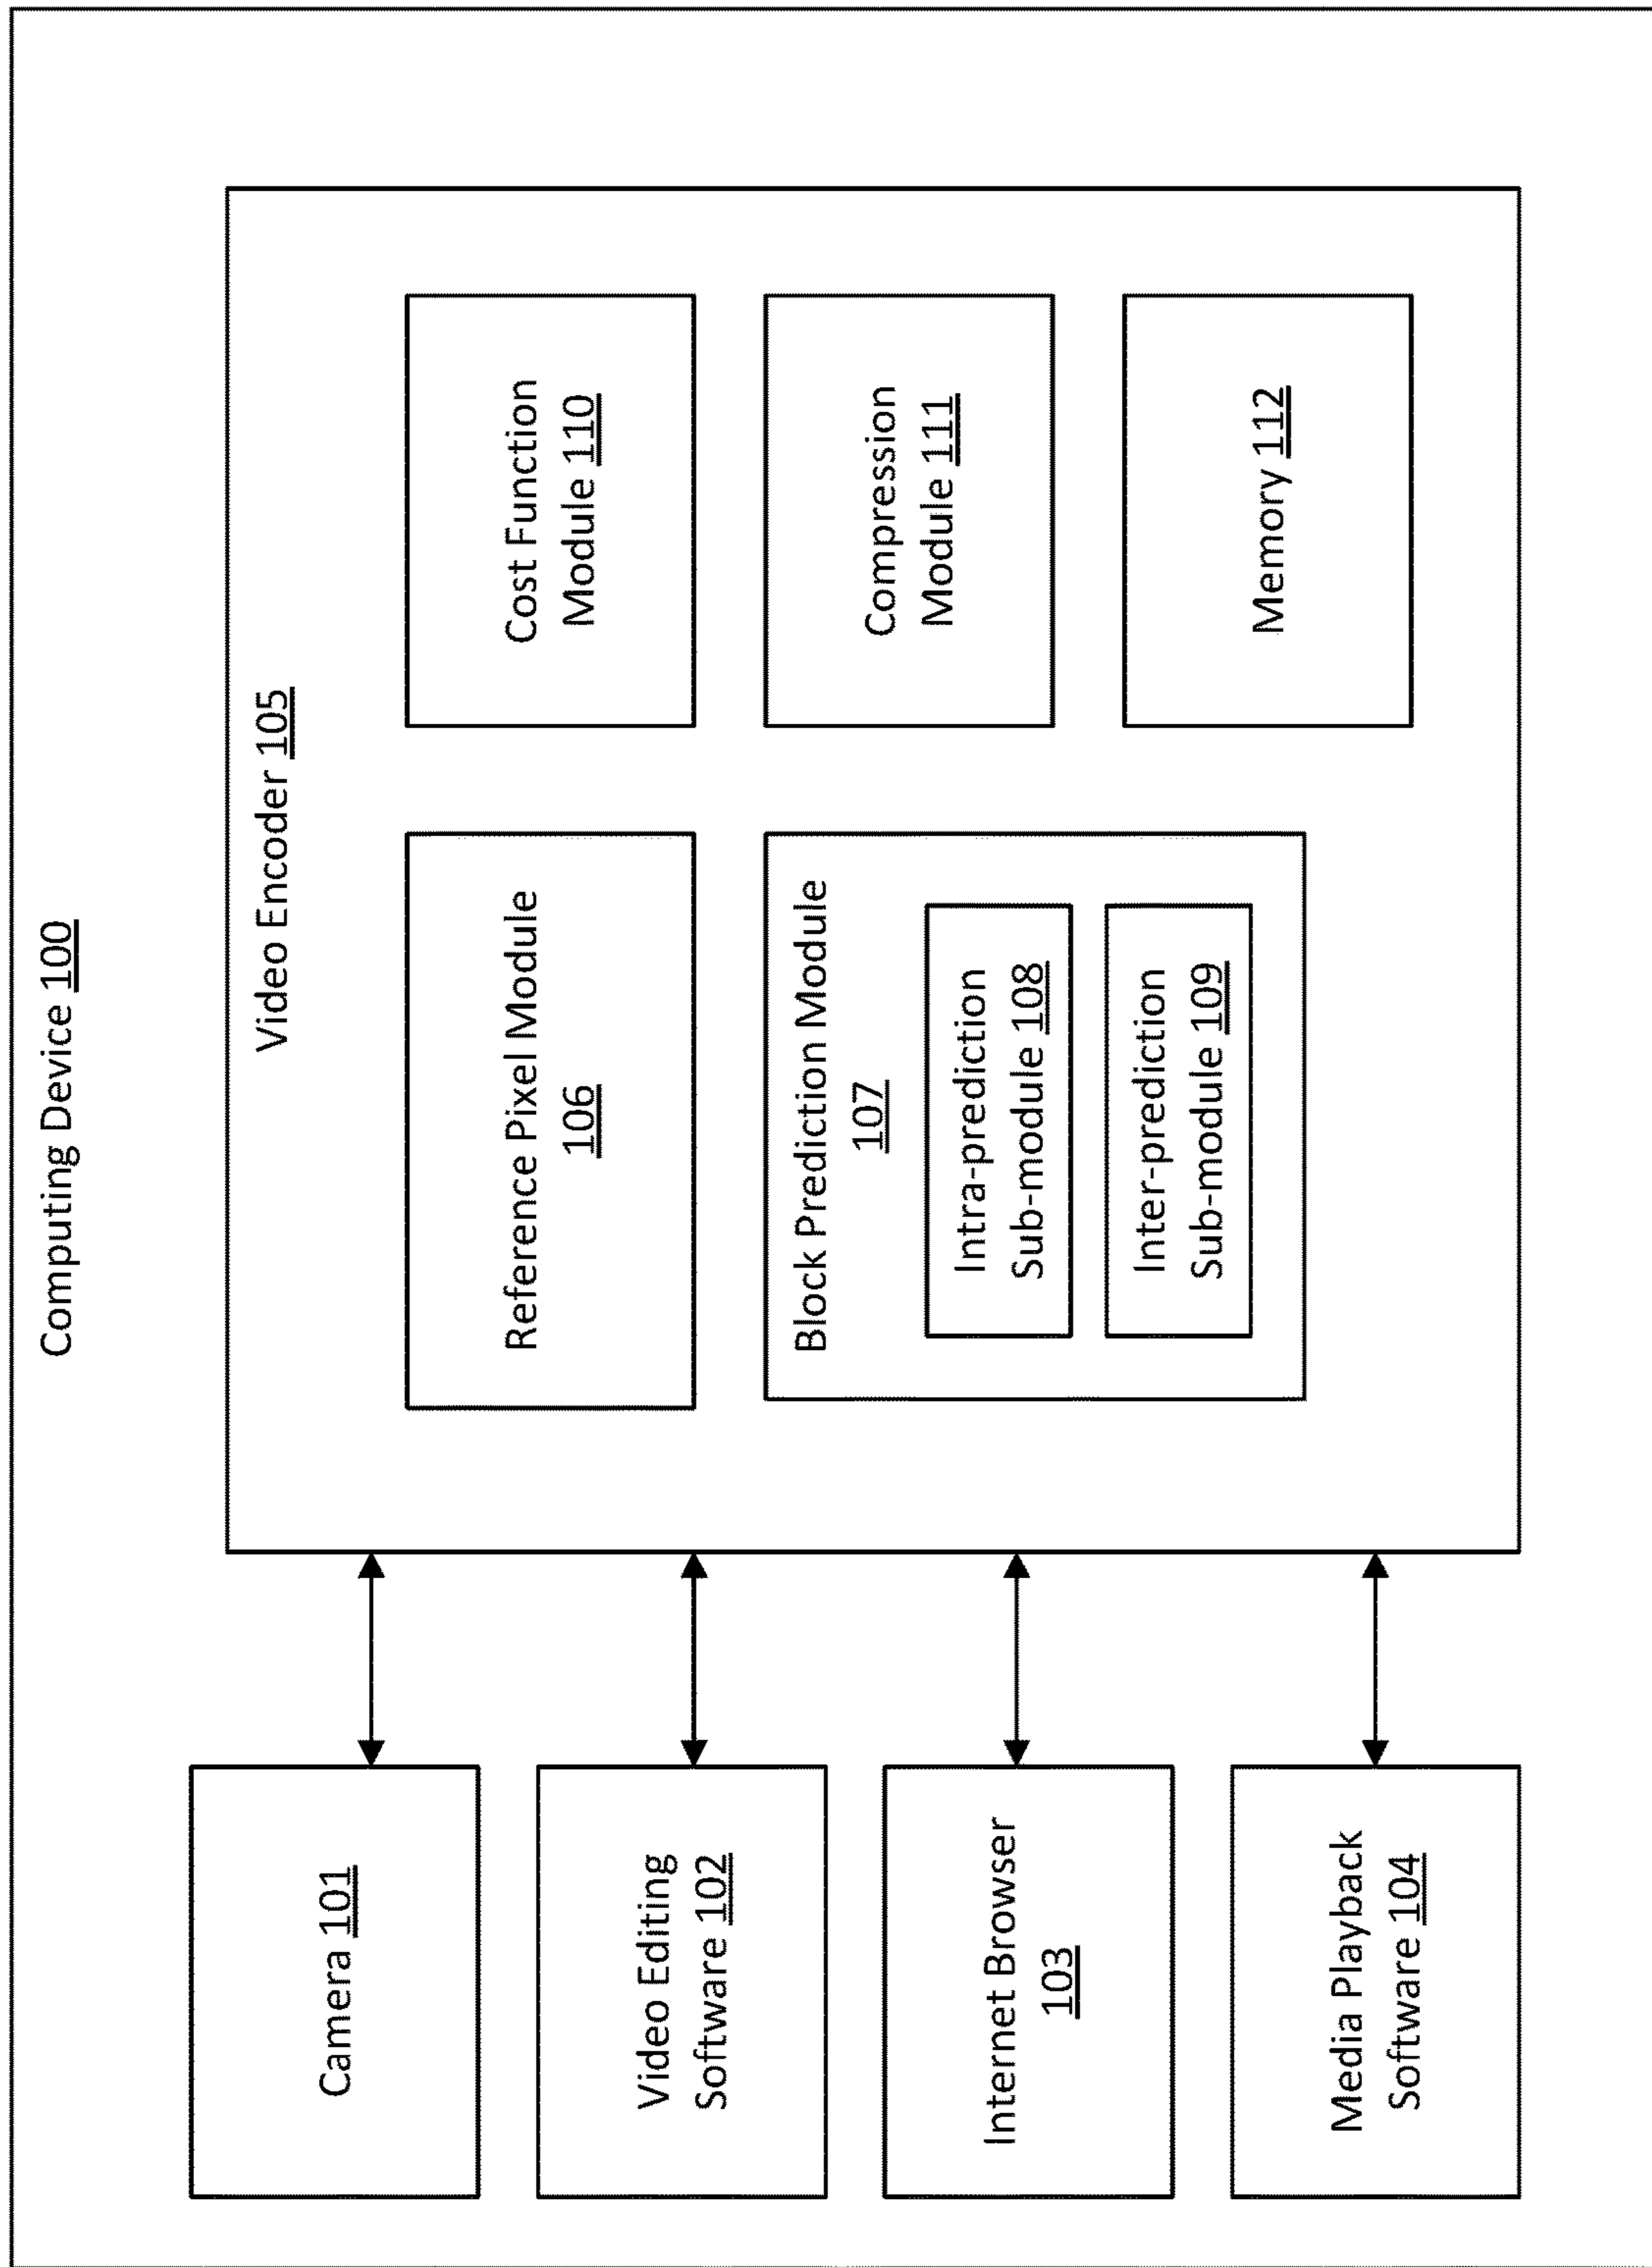 Computing Device 100
Camera 101
Video Editing
Software 102
Internet Browser
103
Media Playback
Software 104
Video Encoder 105
Reference Pixel Module
106
Block Prediction Module
107
Intra-prediction
Sub-module 108
Inter-prediction
Sub-module 109
Cost Function
Module 110
Compression
Module 111
Memory 112